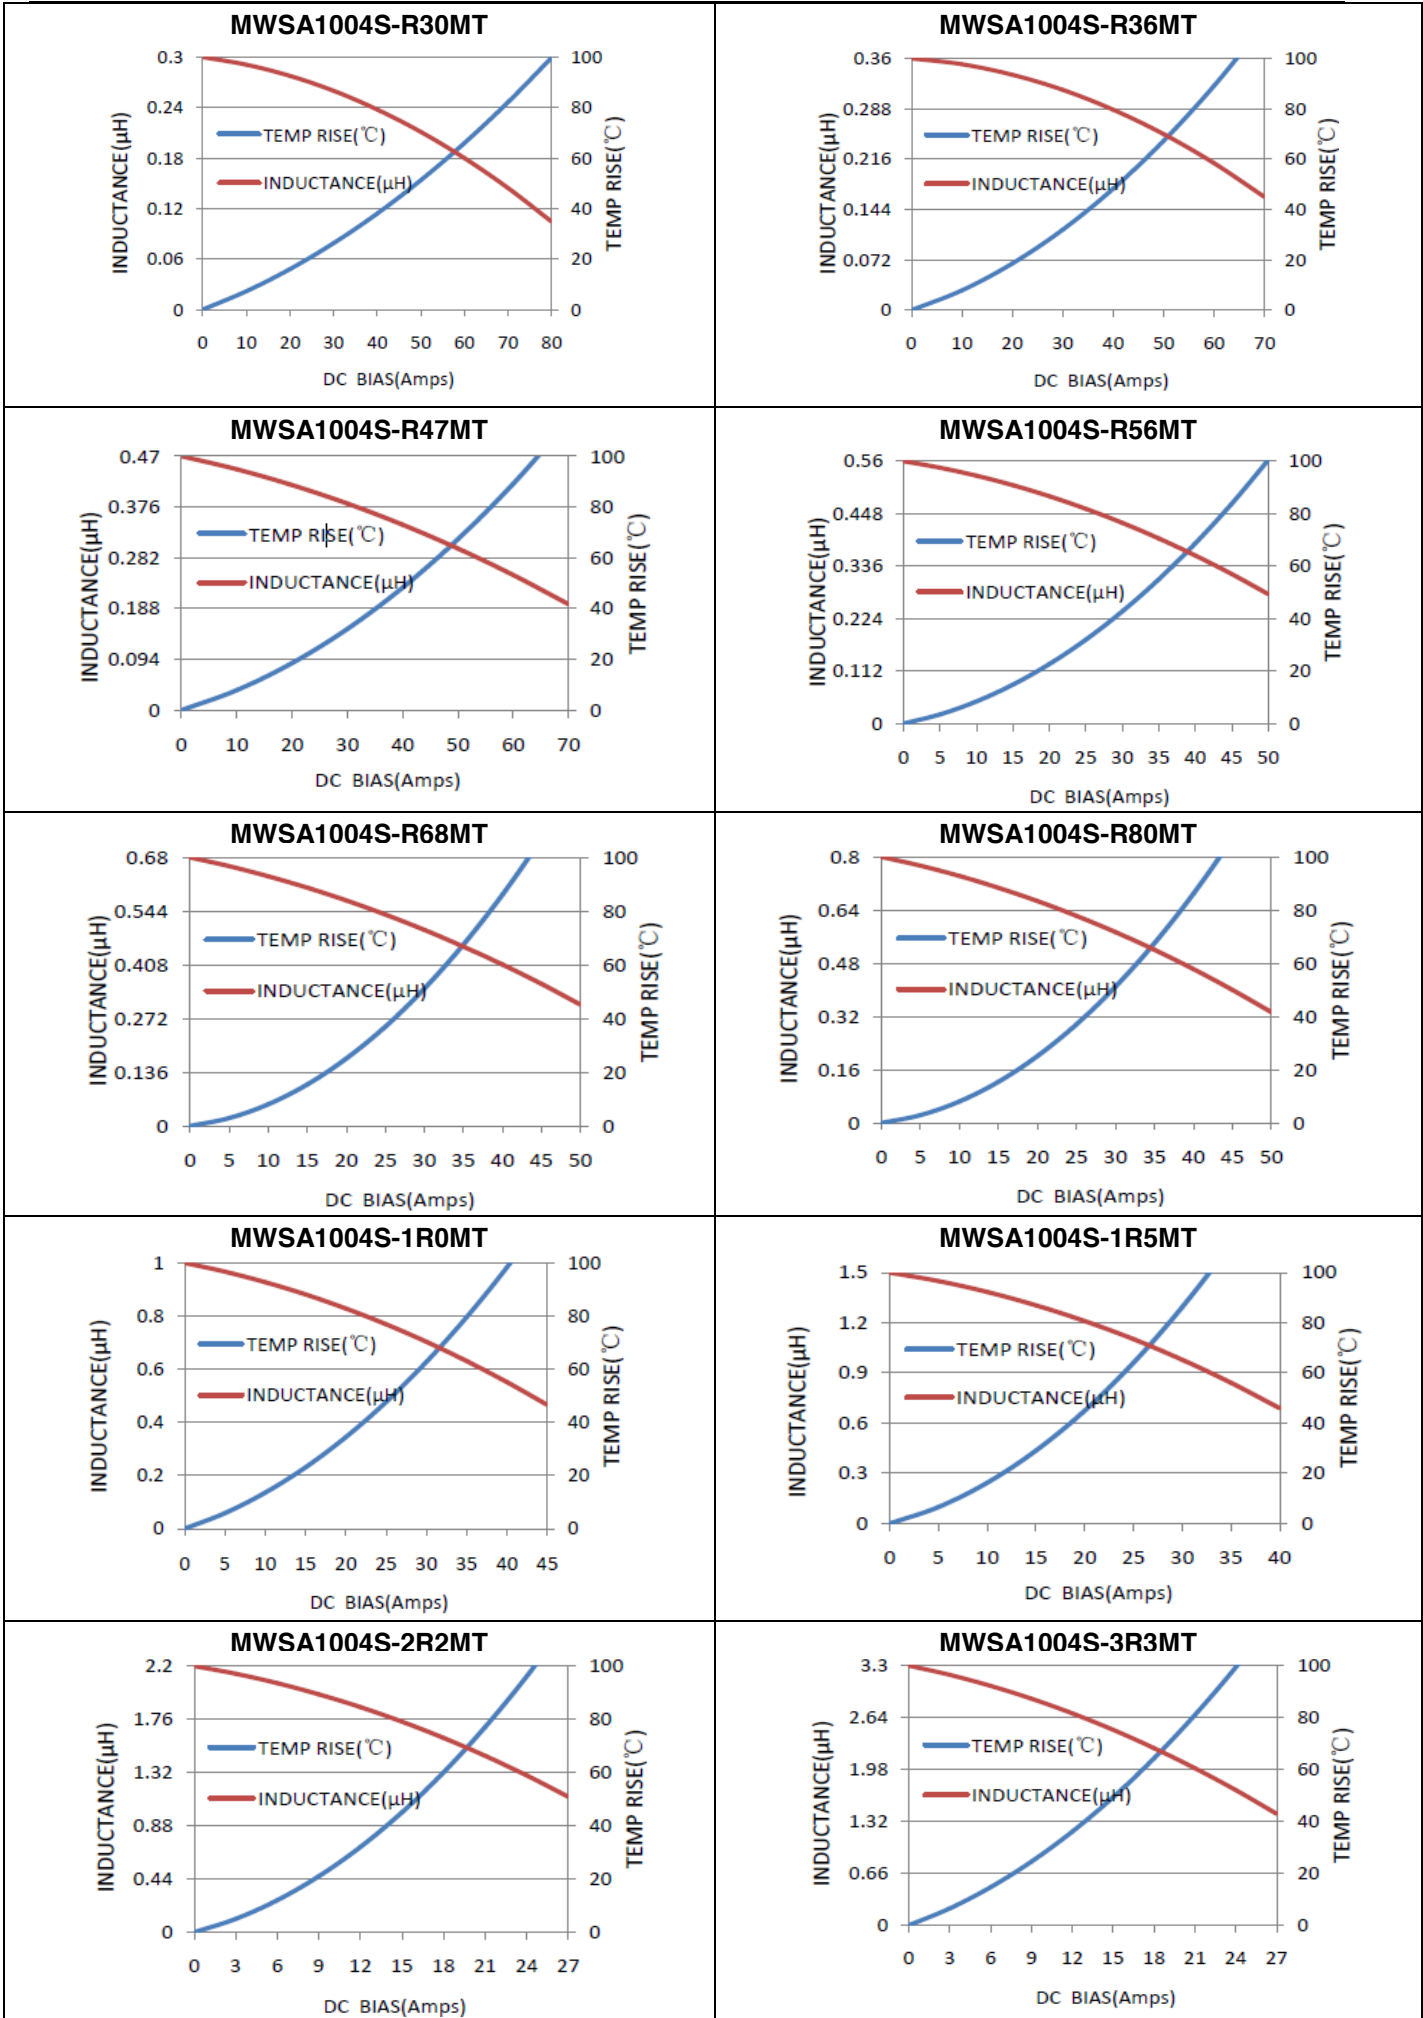 MWSA1004S-R30MT
0.3
0.24
0.18
0.12
0.06
0
100
80
60
40
20
0
INDUCTANCE(µH)
TEMP RISE(℃)
TEMP RISE(℃)
INDUCTANCE(µH)
0 10 20 30 40 50 60 70 80
DC BIAS(Amps)
MWSA1004S-R36MT
0.36
0.288
0.216
0.144
0.072
0
100
80
60
40
20
0
INDUCTANCE(µH)
TEMP RISE(℃)
TEMP RISE(℃)
INDUCTANCE(µH)
0 10 20 30 40 50 60 70
DC BIAS(Amps)
MWSA1004S-R47MT
0.47
0.376
0.282
0.188
0.094
0
100
80
60
40
20
0
INDUCTANCE(µH)
TEMP RISE(℃)
TEMP RISE(℃)
INDUCTANCE(µH)
0 10 20 30 40 50 60 70
DC BIAS(Amps)
MWSA1004S-R56MT
0.56
0.448
0.336
0.224
0.112
0
100
80
60
40
20
0
INDUCTANCE(µH)
TEMP RISE(℃)
TEMP RISE(℃)
INDUCTANCE(µH)
0 5 10 15 20 25 30 35 40 45 50
DC BIAS(Amps)
MWSA1004S-R68MT
0.68
0.544
0.408
0.272
0.136
0
100
80
60
40
20
0
INDUCTANCE(µH)
TEMP RISE(℃)
TEMP RISE(℃)
INDUCTANCE(µH)
0 5 10 15 20 25 30 35 40 45 50
DC BIAS(Amps)
MWSA1004S-R80MT
0.8
0.64
0.48
0.32
0.16
0
100
80
60
40
20
0
INDUCTANCE(µH)
TEMP RISE(℃)
TEMP RISE(℃)
INDUCTANCE(µH)
0 5 10 15 20 25 30 35 40 45 50
DC BIAS(Amps)
MWSA1004S-1R0MT
1
0.8
0.6
0.4
0.2
0
100
80
60
40
20
0
INDUCTANCE(µH)
TEMP RISE(℃)
TEMP RISE(℃)
INDUCTANCE(µH)
0 5 10 15 20 25 30 35 40 45
DC BIAS(Amps)
MWSA1004S-1R5MT
1.5
1.2
0.9
0.6
0.3
0
100
80
60
40
20
0
INDUCTANCE(µH)
TEMP RISE(℃)
TEMP RISE(℃)
INDUCTANCE(µH)
0 5 10 15 20 25 30 35 40
DC BIAS(Amps)
MWSA1004S-2R2MT
2.2
1.76
1.32
0.88
0.44
0
100
80
60
40
20
0
INDUCTANCE(µH)
TEMP RISE(℃)
TEMP RISE(℃)
INDUCTANCE(µH)
0 3 6 9 12 15 18 21 24 27
DC BIAS(Amps)
MWSA1004S-3R3MT
3.3
2.64
1.98
1.32
0.66
0
100
80
60
40
20
0
INDUCTANCE(µH)
TEMP RISE(℃)
TEMP RISE(℃)
INDUCTANCE(µH)
0 3 6 9 12 15 18 21 24 27
DC BIAS(Amps)